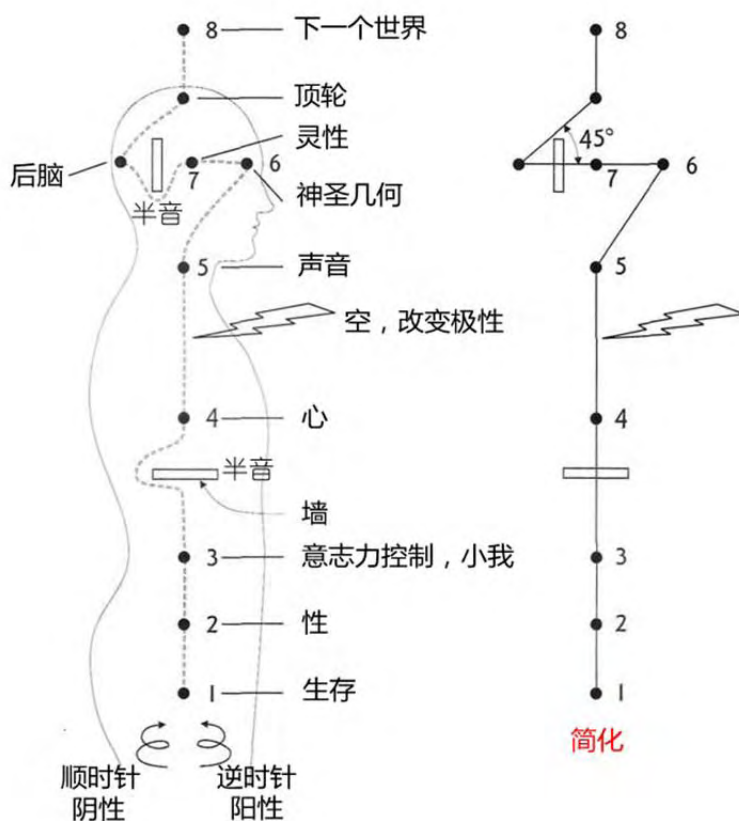 8 下一个世界
顶轮
灵性
后脑
7
6
半音
神圣几何
5 声音
空，改变极性
4 心
半音
墙
3 意志力控制，小我
2 性
1 生存
顺时针
阴性
逆时针
阳性
8
45°
7
6
5
4
3
2
1
简化